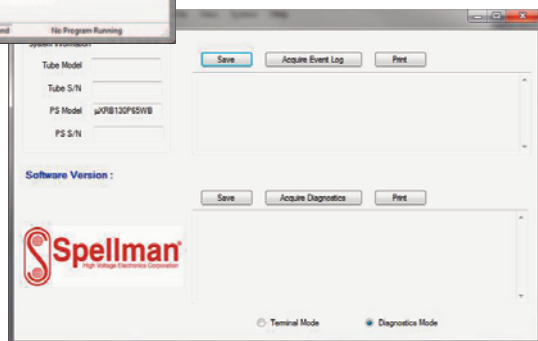 No Program Running
System Information
Help
Save Acquire Event Log Print
Tube Model
Tube S/N
PS Model µXRB130P65WB
PS S/N
Software Version :
Save Acquire Diagnostics Print
Spellman®
High Voltage Electronics Corporation
Terminal Mode Diagnostics Mode